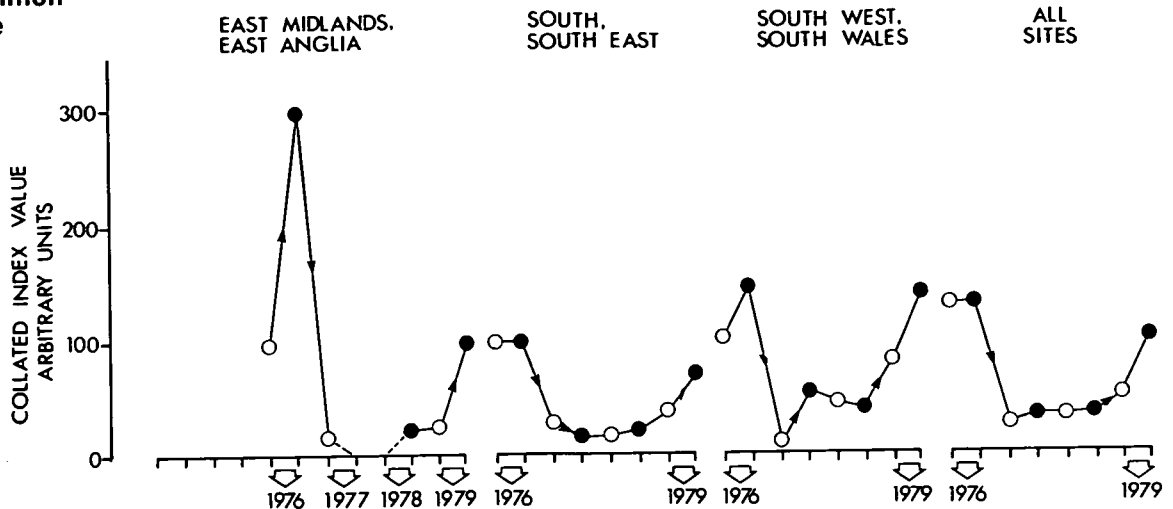 EAST MIDLANDS.
EAST ANGLIA
SOUTH,
SOUTH EAST
SOUTH WEST.
SOUTH WALES
ALL
SITES
COLLATED INDEX VALUE
ARBITRARY UNITS
300
200
100
0
1976 1977 1978 1979 1976 1979 1976 1979 1976 1979